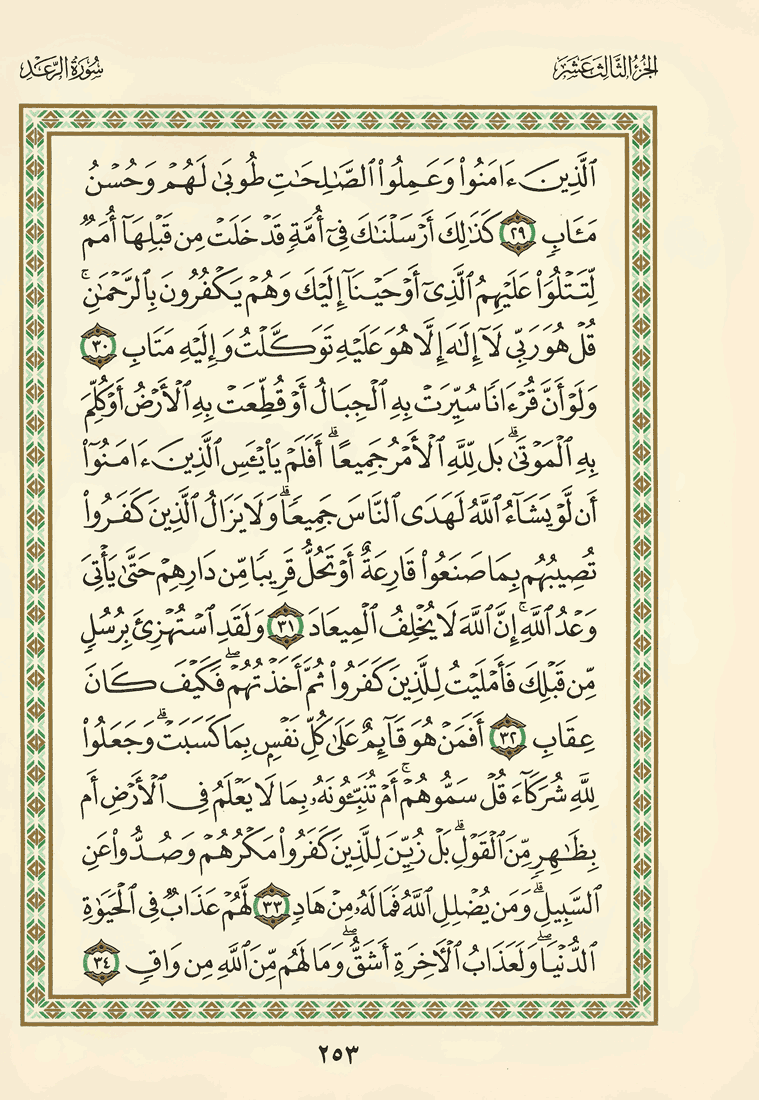 الجزء الثالث عشر
سورة الرعد
ٱلَّذِينَ ءَامَنُوا۟ وَعَمِلُوا۟ ٱلصَّـٰلِحَـٰتِ طُوبَىٰ لَهُمْ وَحُسْنُ
مَـَٔابٍ ٢٩ كَذَٰلِكَ أَرْسَلْنَـٰكَ فِىٓ أُمَّةٍ قَدْ خَلَتْ مِن قَبْلِهَآ أُمَمٌ
لِّتَتْلُوَا۟ عَلَيْهِمُ ٱلَّذِىٓ أَوْحَيْنَآ إِلَيْكَ وَهُمْ يَكْفُرُونَ بِٱلرَّحْمَـٰنِ ۚ
قُلْ هُوَ رَبِّى لَآ إِلَـٰهَ إِلَّا هُوَ عَلَيْهِ تَوَكَّلْتُ وَإِلَيْهِ مَتَابِ ٣٠
وَلَوْ أَنَّ قُرْءَانًا سُيِّرَتْ بِهِ ٱلْجِبَالُ أَوْ قُطِّعَتْ بِهِ ٱلْأَرْضُ أَوْ كُلِّمَ
بِهِ ٱلْمَوْتَىٰ ۗ بَل لِّلَّهِ ٱلْأَمْرُ جَمِيعًا ۗ أَفَلَمْ يَا۟يْـَٔسِ ٱلَّذِينَ ءَامَنُوٓا۟
أَن لَّوْ يَشَآءُ ٱللَّهُ لَهَدَى ٱلنَّاسَ جَمِيعًا ۗ وَلَا يَزَالُ ٱلَّذِينَ كَفَرُوا۟
تُصِيبُهُم بِمَا صَنَعُوا۟ قَارِعَةٌ أَوْ تَحُلُّ قَرِيبًا مِّن دَارِهِمْ حَتَّىٰ يَأْتِىَ
وَعْدُ ٱللَّهِ ۚ إِنَّ ٱللَّهَ لَا يُخْلِفُ ٱلْمِيعَادَ ٣١ وَلَقَدِ ٱسْتُهْزِئَ بِرُسُلٍ
مِّن قَبْلِكَ فَأَمْلَيْتُ لِلَّذِينَ كَفَرُوا۟ ثُمَّ أَخَذْتُهُمْ ۖ فَكَيْفَ كَانَ
عِقَابِ ٣٢ أَفَمَنْ هُوَ قَآئِمٌ عَلَىٰ كُلِّ نَفْسٍۭ بِمَا كَسَبَتْ ۗ وَجَعَلُوا۟
لِلَّهِ شُرَكَآءَ قُلْ سَمُّوهُمْ ۚ أَمْ تُنَبِّـُٔونَهُۥ بِمَا لَا يَعْلَمُ فِى ٱلْأَرْضِ أَم
بِظَـٰهِرٍ مِّنَ ٱلْقَوْلِ ۗ بَلْ زُيِّنَ لِلَّذِينَ كَفَرُوا۟ مَكْرُهُمْ وَصُدُّوا۟ عَنِ
ٱلسَّبِيلِ ۗ وَمَن يُضْلِلِ ٱللَّهُ فَمَا لَهُۥ مِنْ هَادٍ ٣٣ لَّهُمْ عَذَابٌ فِى ٱلْحَيَوٰةِ
ٱلدُّنْيَا ۖ وَلَعَذَابُ ٱلْـَٔاخِرَةِ أَشَقُّ ۖ وَمَا لَهُم مِّنَ ٱللَّهِ مِن وَاقٍ ٣٤
٢٥٣